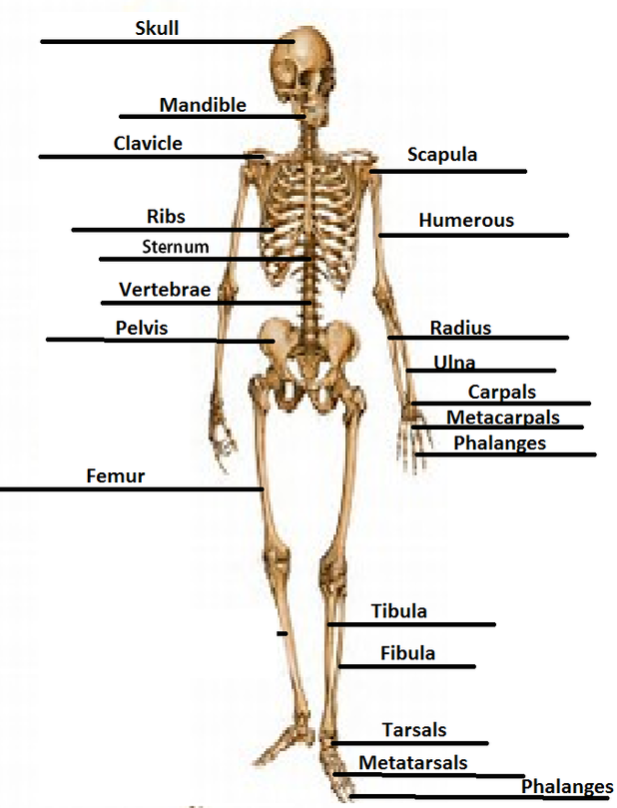 Skull
Mandible
Clavicle
Scapula
Ribs
Humerous
Sternum
Vertebrae
Pelvis
Radius
Ulna
Carpals
Metacarpals
Phalanges
Femur
Tibula
Fibula
Tarsals
Metatarsals
Phalanges